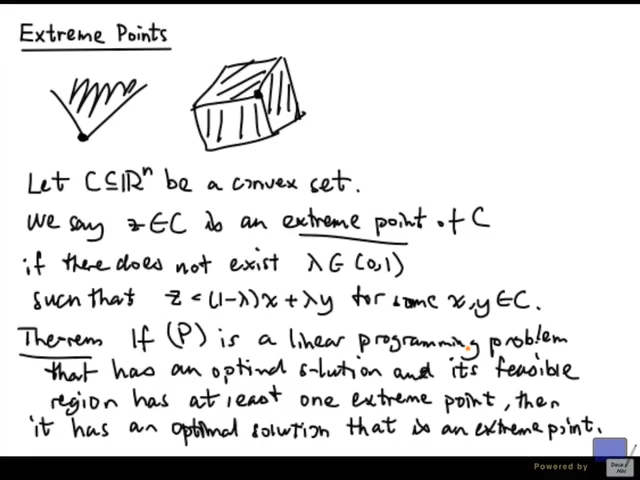 Extreme Points
Let C⊆ℝⁿ be a convex set.
We say z∈C is an extreme point of C
if there does not exist λ∈(0,1)
such that z=(1-λ)x+λy for some x,y∈C.
Theorem If (P) is a linear programming problem
that has an optimal solution and its feasible
region has at least one extreme point, then
it has an optimal solution that is an extreme point.
Powered by